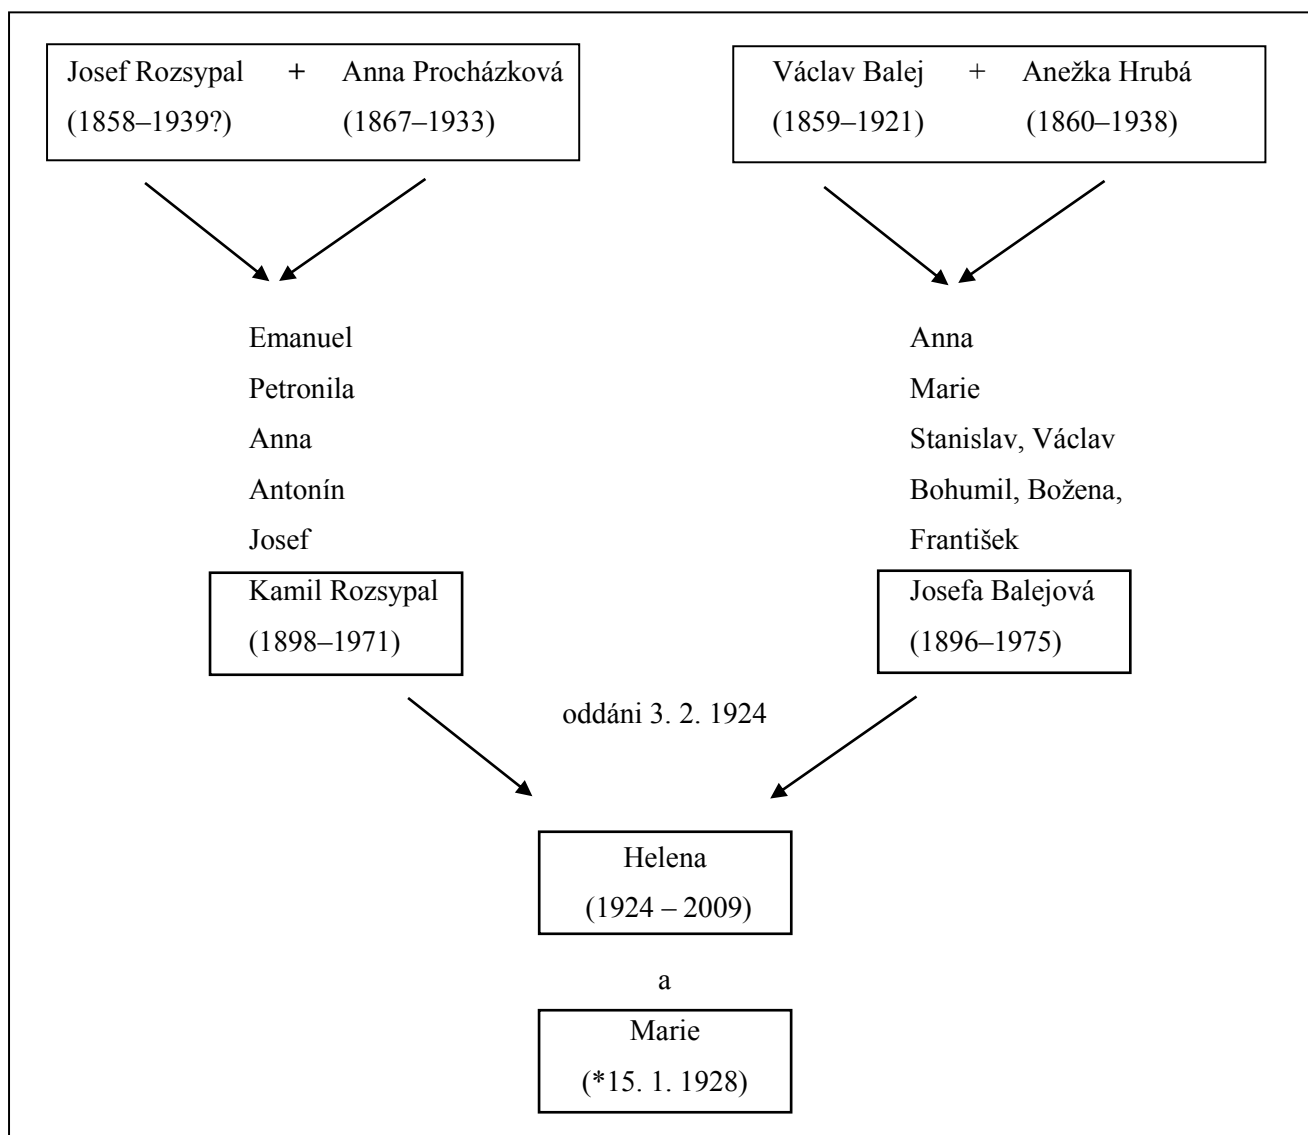 Josef Rozsypal + Anna Procházková
(1858–1939?) (1867–1933)
Václav Balej + Anežka Hrubá
(1859–1921) (1860–1938)
Emanuel
Petronila
Anna
Antonín
Josef
Kamil Rozsypal
(1898–1971)
Anna
Marie
Stanislav, Václav
Bohumil, Božena,
František
Josefa Balejová
(1896–1975)
oddáni 3. 2. 1924
Helena
(1924 – 2009)
a
Marie
(*15. 1. 1928)